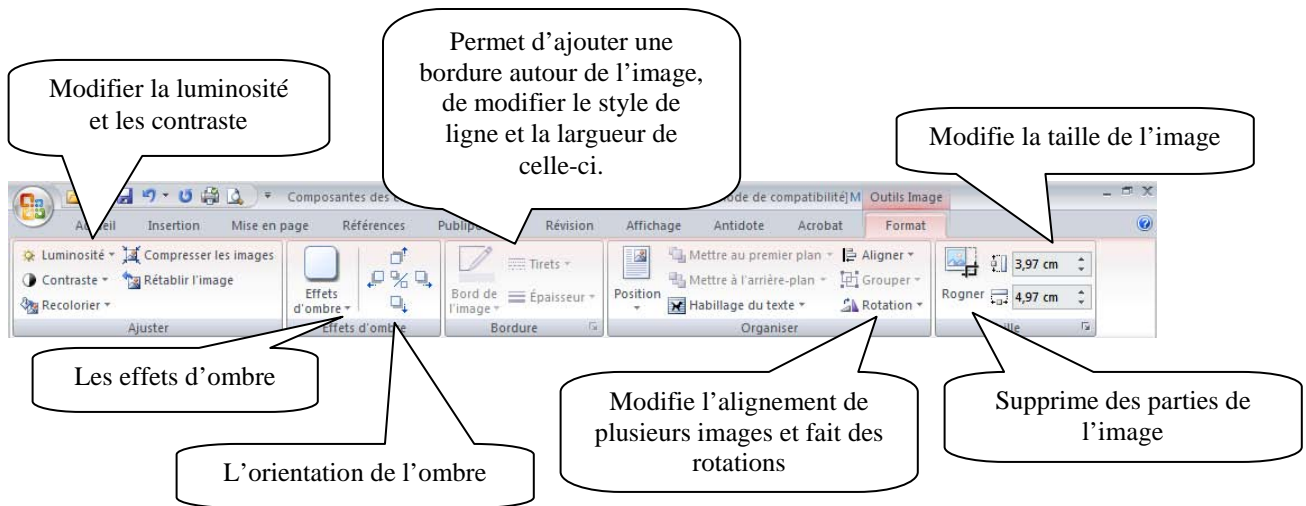 Permet d'ajouter une
bordure autour de l'image,
de modifier le style de
ligne et la largueur de
celle-ci.
Modifier la luminosité
et les contraste
Modifie la taille de l'image
Composantes des
mode de compatibilité] M
Outils Image
Insertion
Mise en page
Références
Révision
Affichage
Antidote
Acrobat
Format
Luminosité
Compresser les images
Contraste
Rétablir l'image
Recolorier
Ajuster
Effets
d'ombre
Effets d'ombre
Bord de
l'image
Tirets
Épaisseur
Bordure
Position
Mettre au premier plan
Mettre à l'arrière-plan
Habillage du texte
Aligner
Grouper
Rotation
Organiser
Rogner
3,97 cm
4,97 cm
Les effets d'ombre
L'orientation de l'ombre
Modifie l'alignement de
plusieurs images et fait des
rotations
Supprime des parties de
l'image